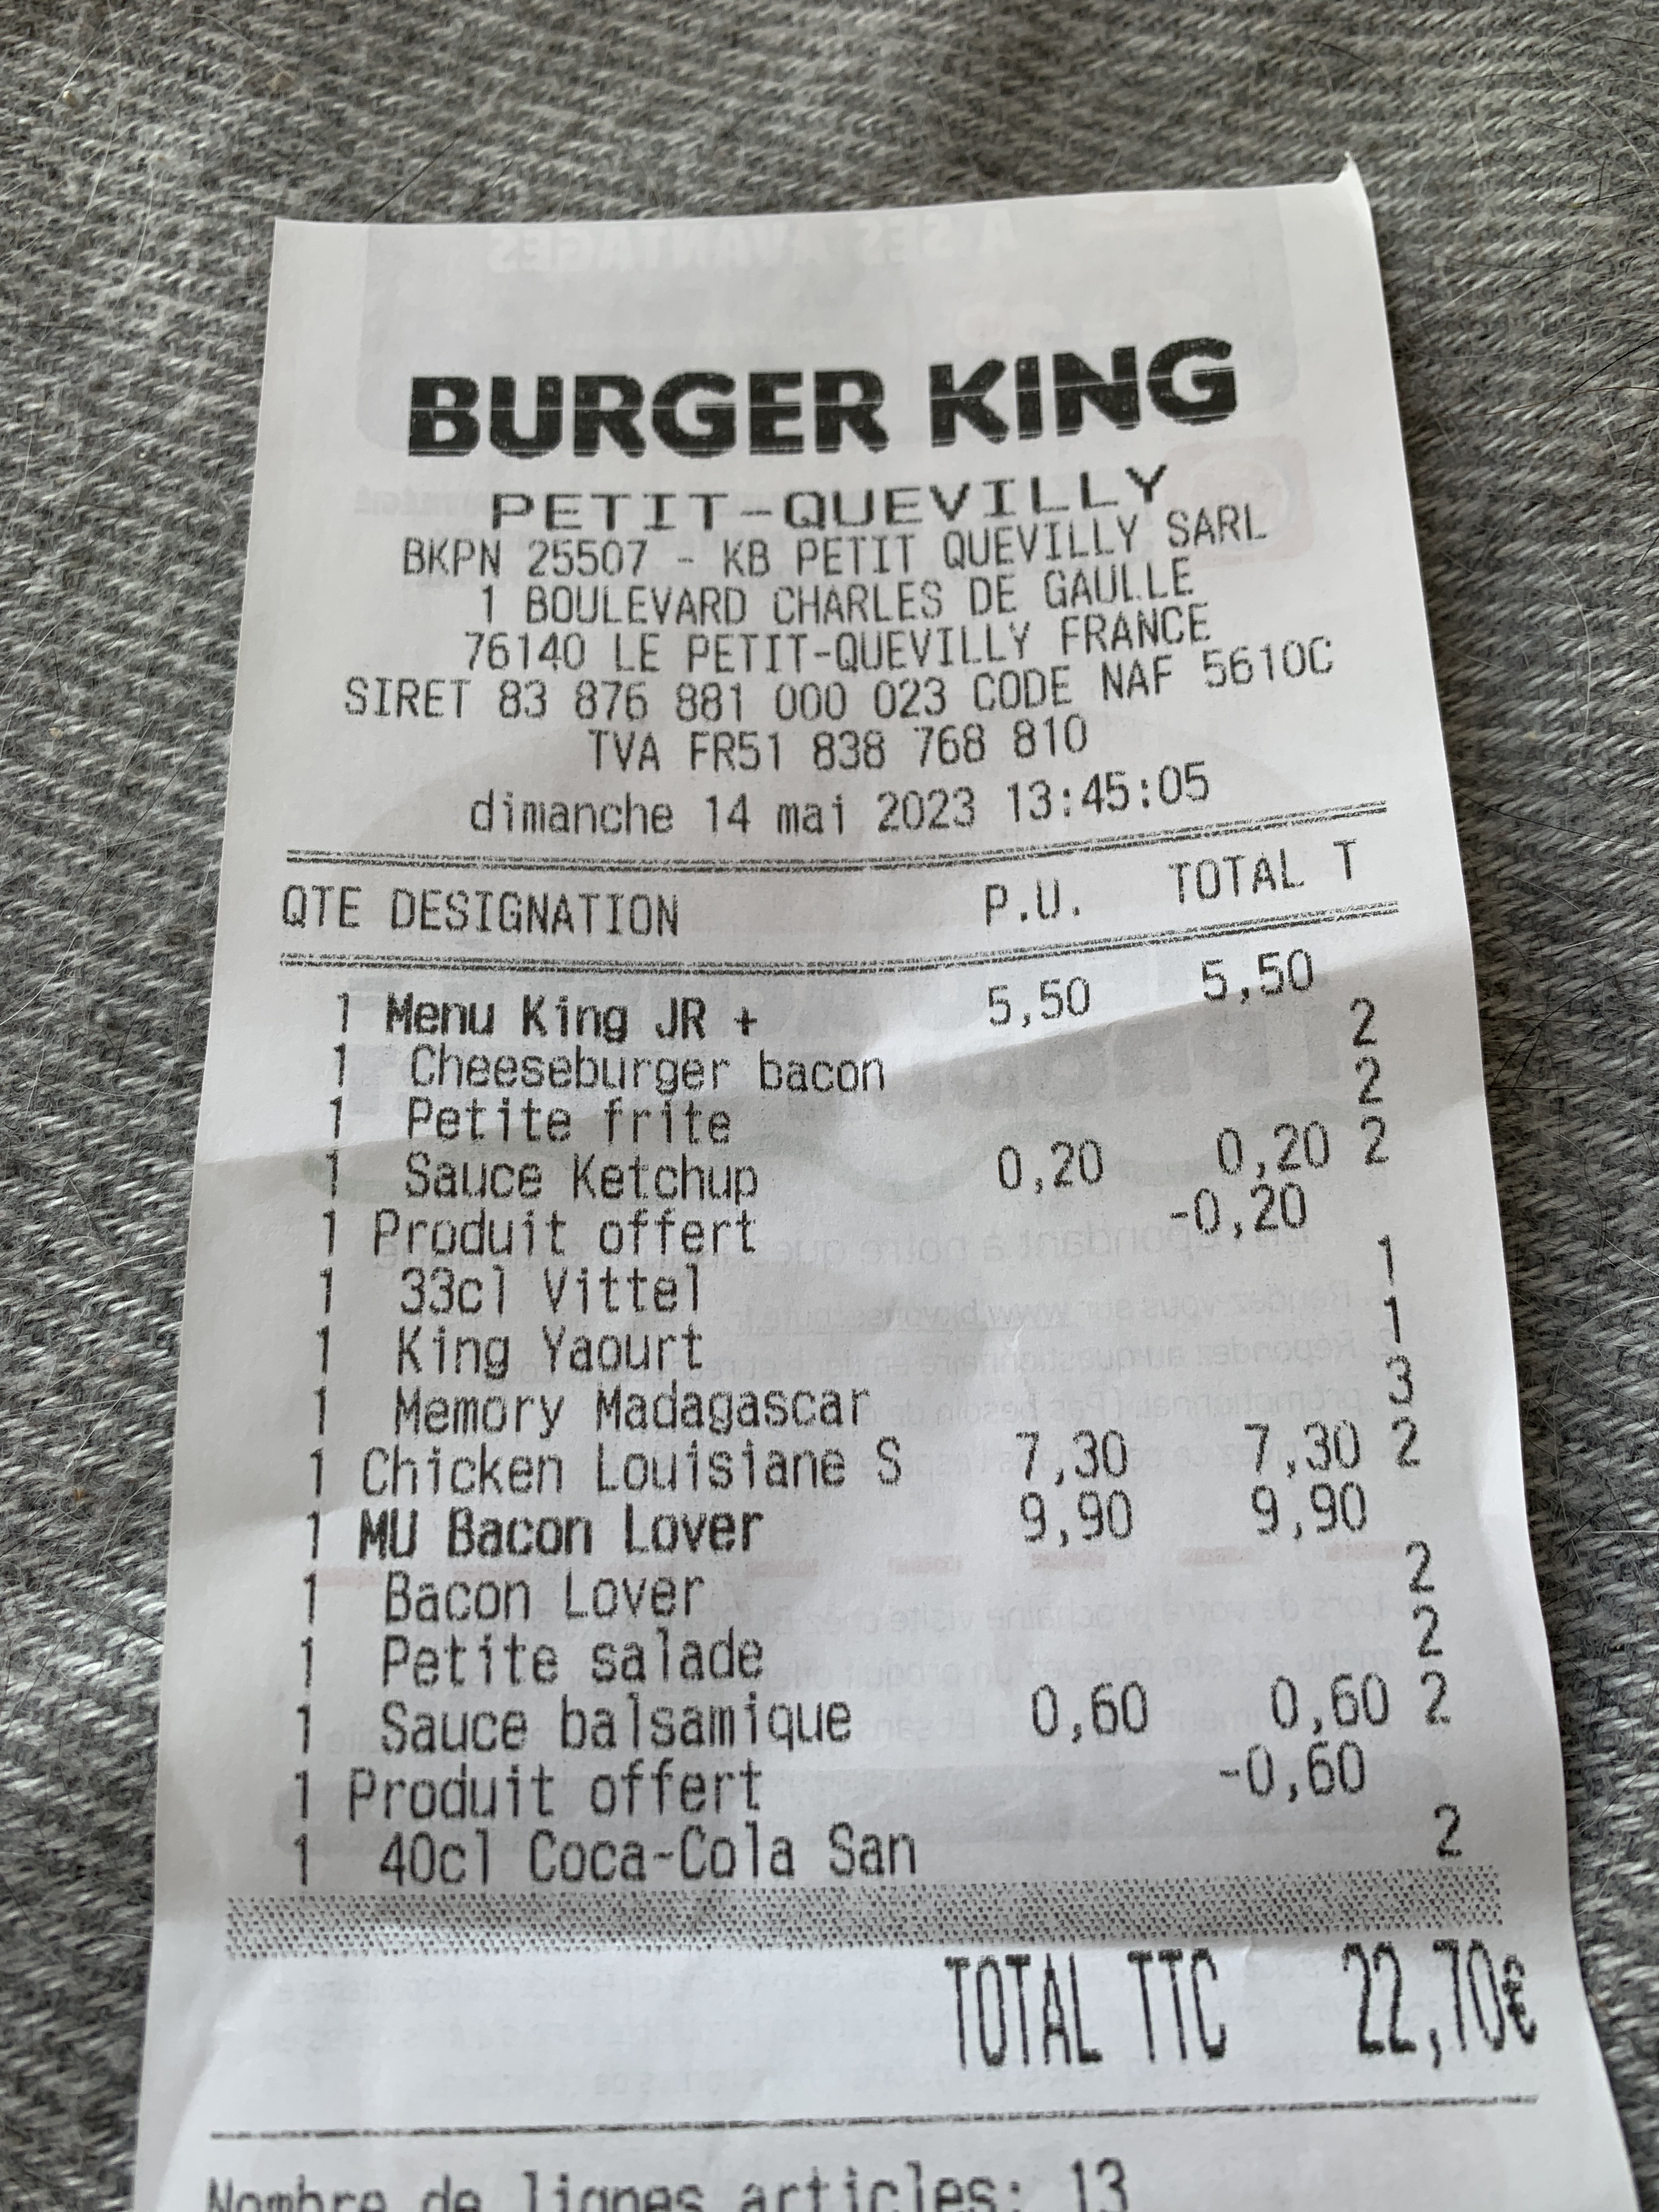 BURGER KING
PETIT-QUEVILLY
BKPN 25507 - KB PETIT QUEVILLY SARL
1 BOULEVARD CHARLES DE GAULLE
76140 LE PETIT-QUEVILLY FRANCE
SIRET 83 876 881 000 023 CODE NAF 5610C
TVA FR51 838 768 810
dimanche 14 mai 2023 13:45:05
QTE DESIGNATION P.U. TOTAL T
1 Menu King JR + 5,50 5,50
1 Cheeseburger bacon 2
1 Petite frite 2
1 Sauce Ketchup 0,20 0,20 2
1 Produit offert -0,20
1 33cl Vittel 1
1 King Yaourt 1
1 Memory Madagascar 3
1 Chicken Louisiane S 7,30 7,30 2
1 MU Bacon Lover 9,90 9,90
1 Bacon Lover 2
1 Petite salade 2
1 Sauce balsamique 0,60 0,60 2
1 Produit offert -0,60
1 40cl Coca-Cola San 2
TOTAL TTC 22,70€
Nombre de lignes articles: 13